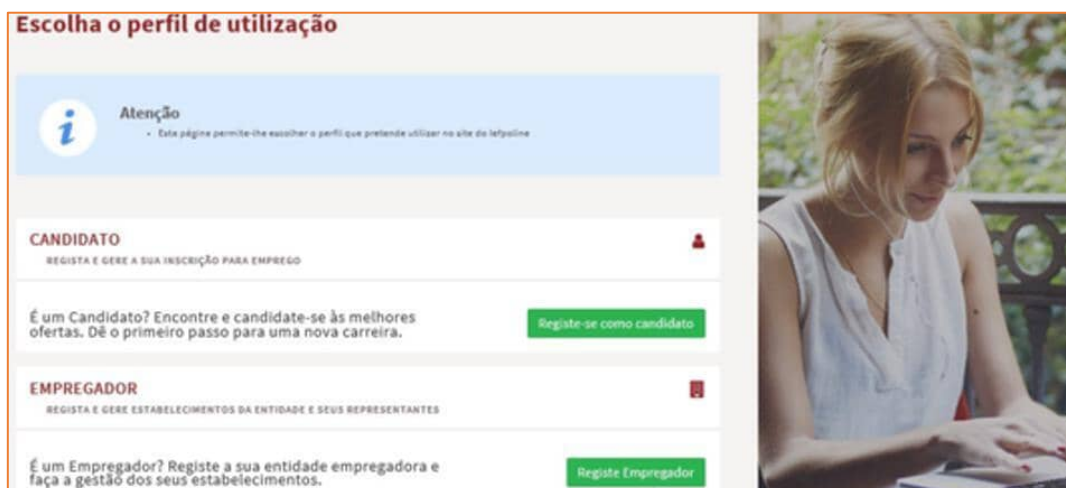 Escolha o perfil de utilização
Atenção
• Esta página permite-lhe escolher o perfil que pretende utilizar no site do Iefponline
CANDIDATO
REGISTA E GERE A SUA INSCRIÇÃO PARA EMPREGO
É um Candidato? Encontre e candidate-se às melhores
ofertas. Dê o primeiro passo para uma nova carreira.
Registe-se como candidato
EMPREGADOR
REGISTA E GERE ESTABELECIMENTOS DA ENTIDADE E SEUS REPRESENTANTES
É um Empregador? Registe a sua entidade empregadora e
faça a gestão dos seus estabelecimentos.
Registe Empregador